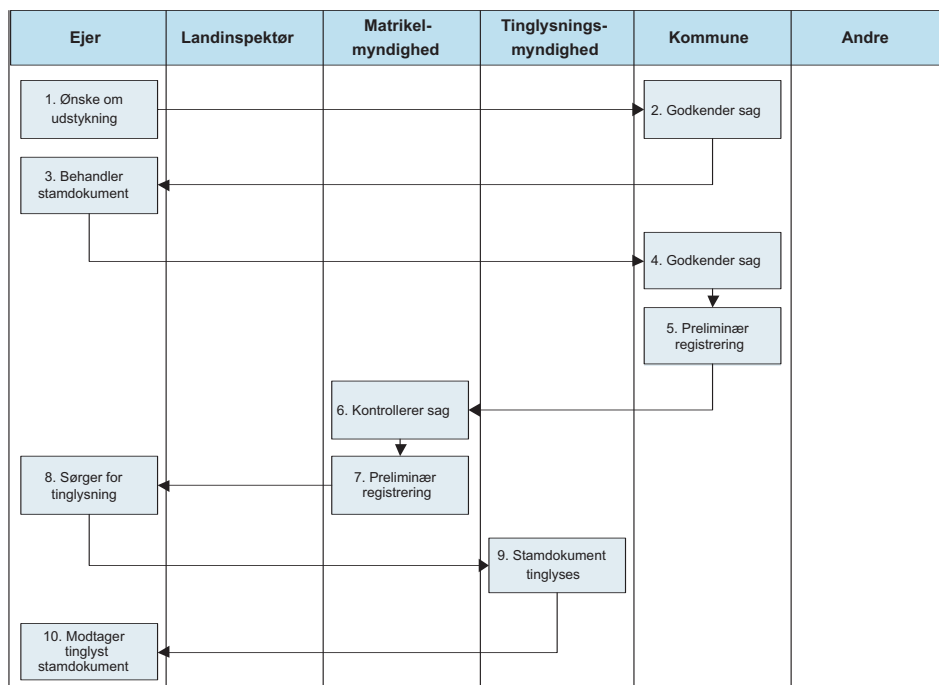 Ejer
Landinspektør
Matrikel-
myndighed
Tinglysnings-
myndighed
Kommune
Andre
1. Ønske om
udstykning
2. Godkender sag
3. Behandler
stamdokument
4. Godkender sag
5. Preliminær
registrering
6. Kontrollerer sag
7. Preliminær
registrering
8. Sørger for
tinglysning
9. Stamdokument
tinglyses
10. Modtager
tinglyst
stamdokument